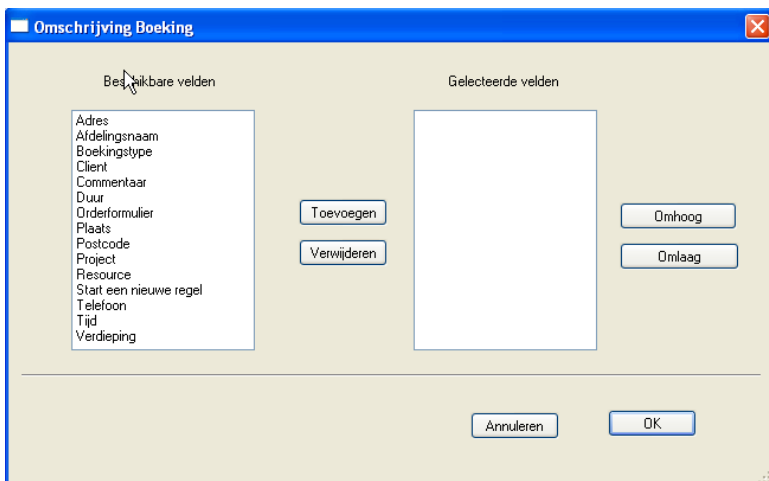 Omschrijving Boeking
Beschikbare velden
Gelecteerde velden
Adres
Afdelingsnaam
Boekingstype
Client
Commentaar
Duur
Orderformulier
Plaats
Postcode
Project
Resource
Start een nieuwe regel
Telefoon
Tijd
Verdieping
Toevoegen
Verwijderen
Omhoog
Omlaag
Annuleren
OK